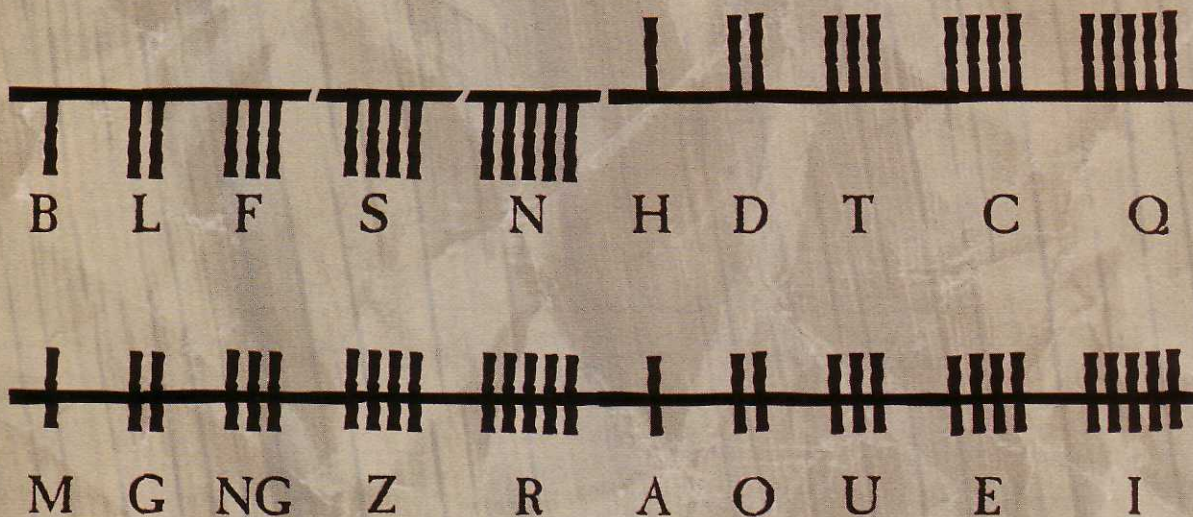 ᚁ ᚂ ᚃ ᚄ ᚅ ᚆ ᚇ ᚈ ᚉ ᚊ
B L F S N H D T C Q
ᚋ ᚌ ᚍ ᚎ ᚏ ᚐ ᚑ ᚒ ᚓ ᚔ
M G NG Z R A O U E I